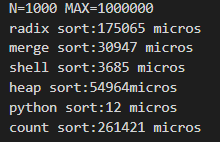 N=1000 MAX=1000000
radix sort:175065 micros
merge sort:30947 micros
shell sort:3685 micros
heap sort:54964micros
python sort:12 micros
count sort:261421 micros